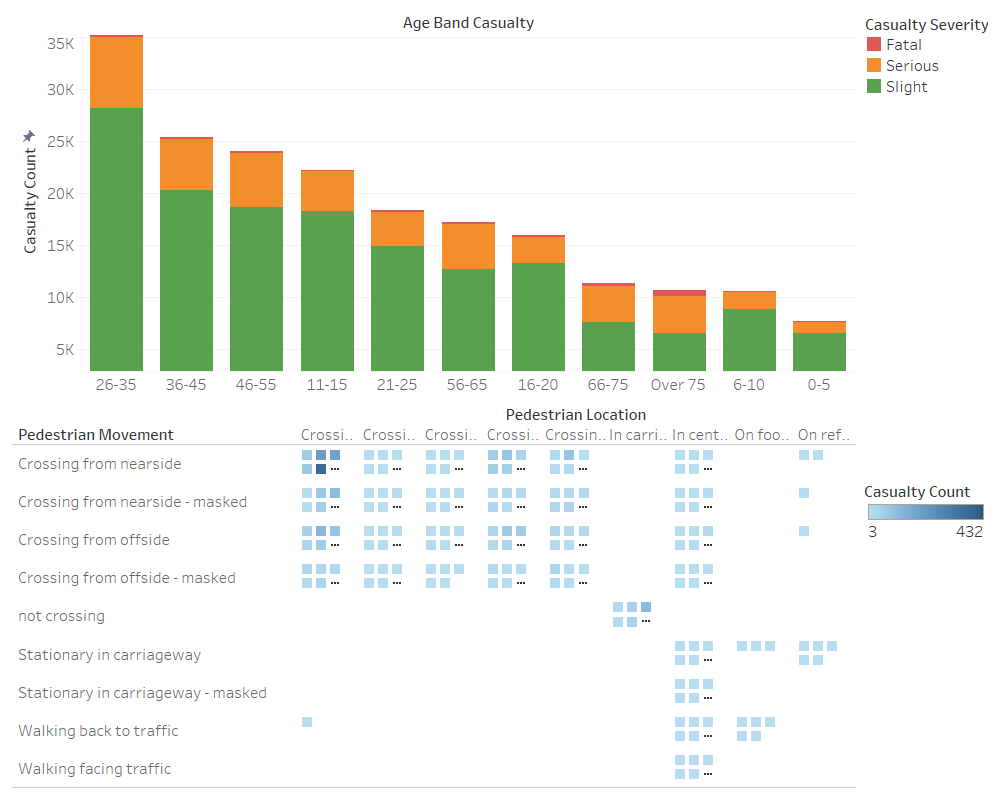 Age Band Casualty
Casualty Severity
Fatal
Serious
Slight
Casualty Count
35K
30K
25K
20K
15K
10K
5K
26-35 36-45 46-55 11-15 21-25 56-65 16-20 66-75 Over 75 6-10 0-5
Pedestrian Location
Pedestrian Movement Crossi.. Crossi.. Crossi.. Crossi.. Crossin.. In carri.. In cent.. On foo.. On ref..
Crossing from nearside
Crossing from nearside - masked
Crossing from offside
Crossing from offside - masked
not crossing
Stationary in carriageway
Stationary in carriageway - masked
Walking back to traffic
Walking facing traffic
Casualty Count
3 432